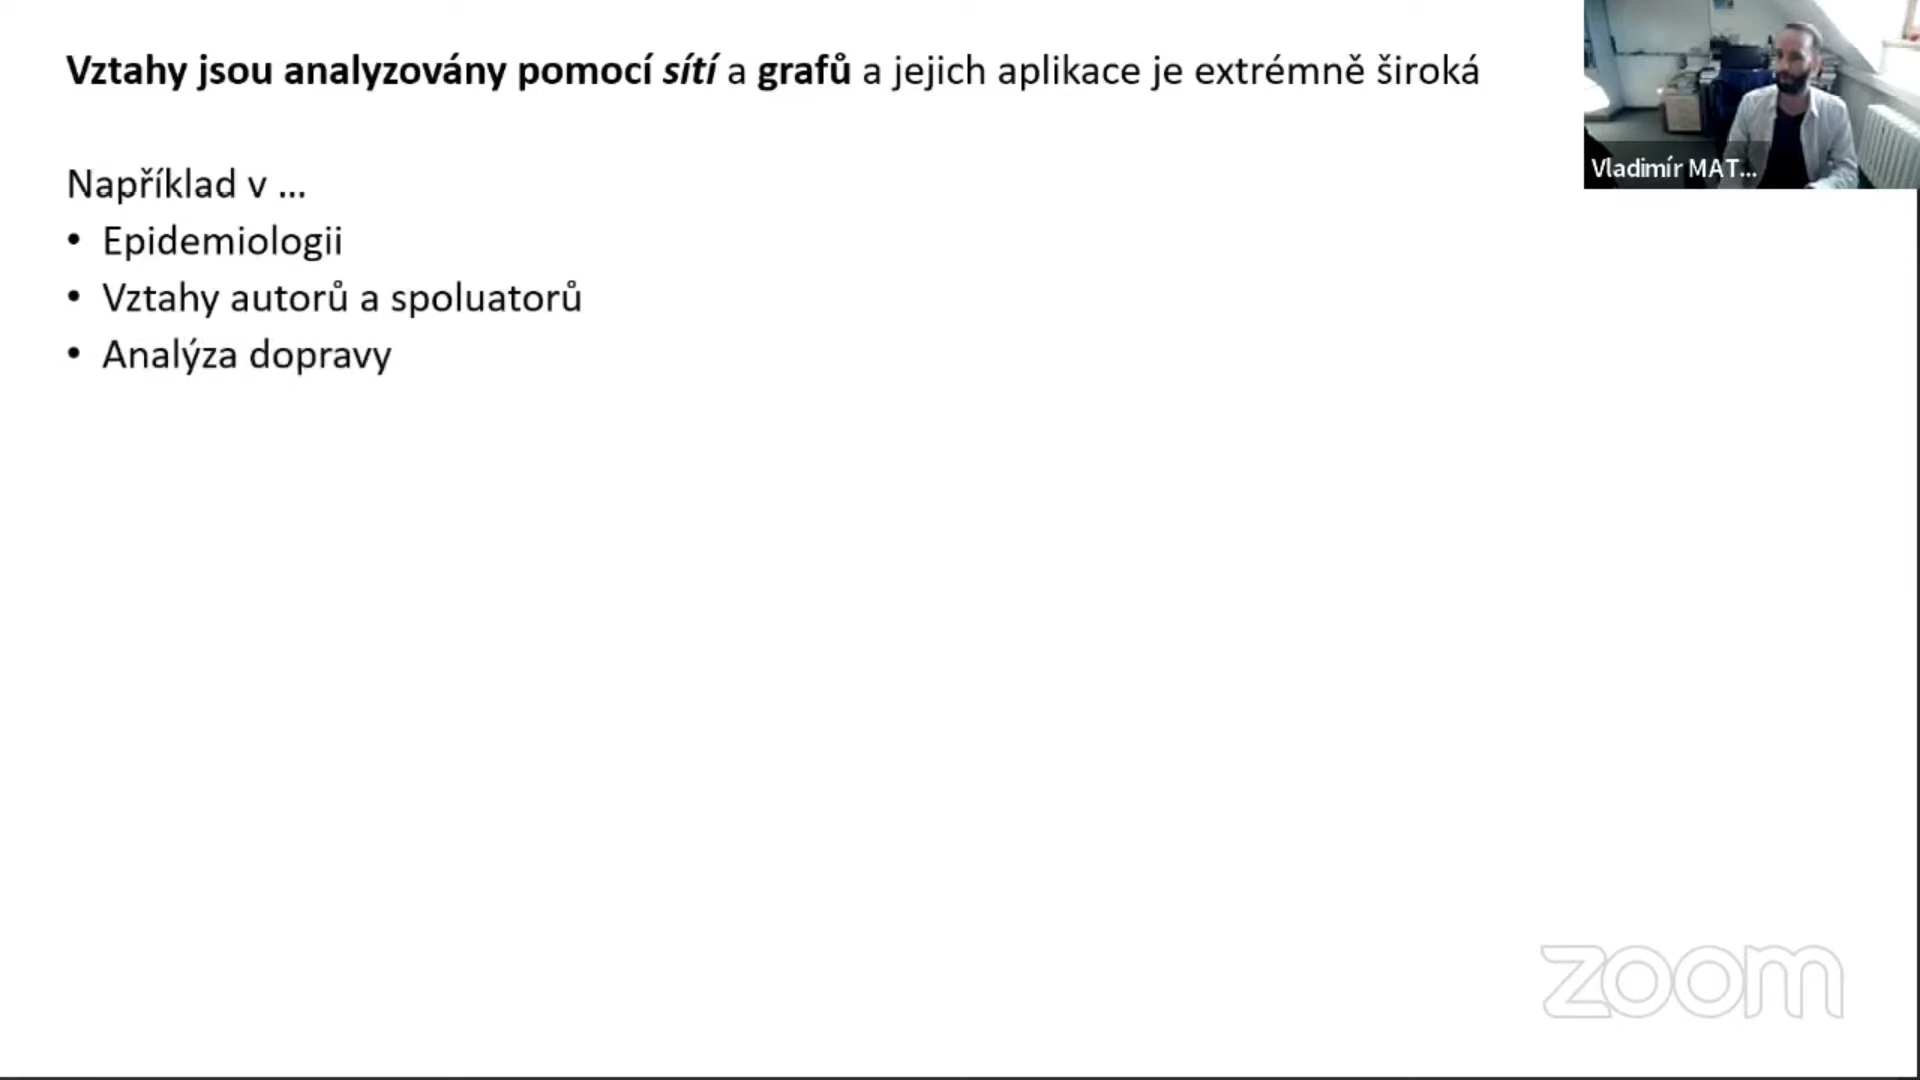 Vztahy jsou analyzovány pomocí sítí a grafů a jejich aplikace je extrémně široká
Vladimír MAT...
Například v ...
• Epidemiologii
• Vztahy autorů a spoluatorů
• Analýza dopravy
zoom